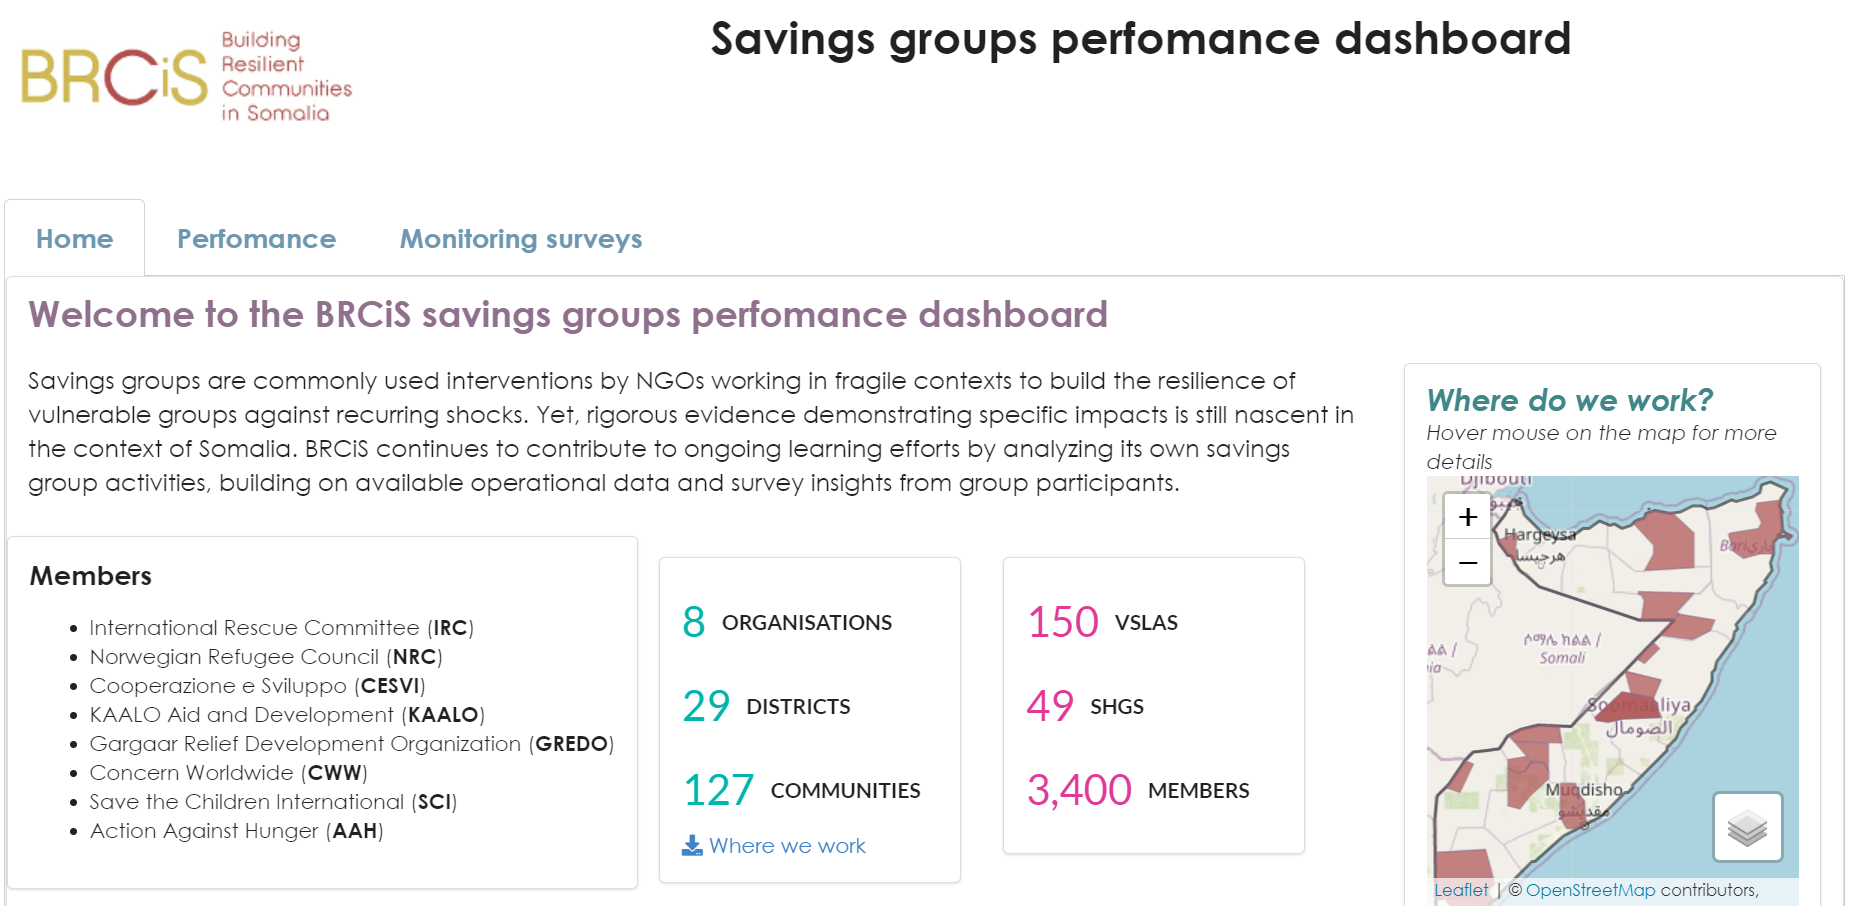 BRCiS
Building
Resilient
Communities
in Somalia
Savings groups perfomance dashboard
Home
Perfomance
Monitoring surveys
Welcome to the BRCiS savings groups perfomance dashboard
Savings groups are commonly used interventions by NGOs working in fragile contexts to build the resilience of
vulnerable groups against recurring shocks. Yet, rigorous evidence demonstrating specific impacts is still nascent in
the context of Somalia. BRCiS continues to contribute to ongoing learning efforts by analyzing its own savings
group activities, building on available operational data and survey insights from group participants.
Members
International Rescue Committee (IRC)
Norwegian Refugee Council (NRC)
Cooperazione e Sviluppo (CESVI)
KAALO Aid and Development (KAALO)
Gargaar Relief Development Organization (GREDO)
Concern Worldwide (CWW)
Save the Children International (SCI)
Action Against Hunger (AAH)
8 ORGANISATIONS
29 DISTRICTS
127 COMMUNITIES
Where we work
150 VSLAS
49 SHGS
3,400 MEMBERS
Where do we work?
Hover mouse on the map for more
details
+
−
Djibouti
Hargeysa
هرجيسا
Bari
ሶማሌ ክልል /
Somali
Soomaaliya
الصومال
Muqdisho
مقديشو
Leaflet | © OpenStreetMap contributors,